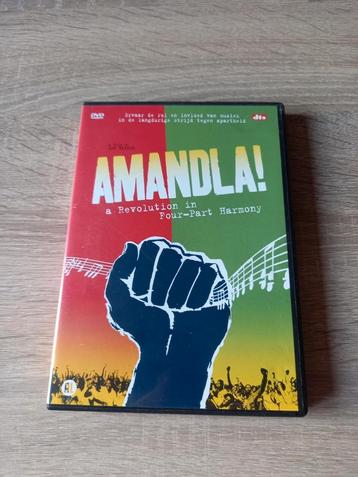 DVD
Ervaar de rol en invloed van muziek
in de langdurige strijd tegen apartheid
dts
AMANDLA!
a Revolution in
Four-Part Harmony